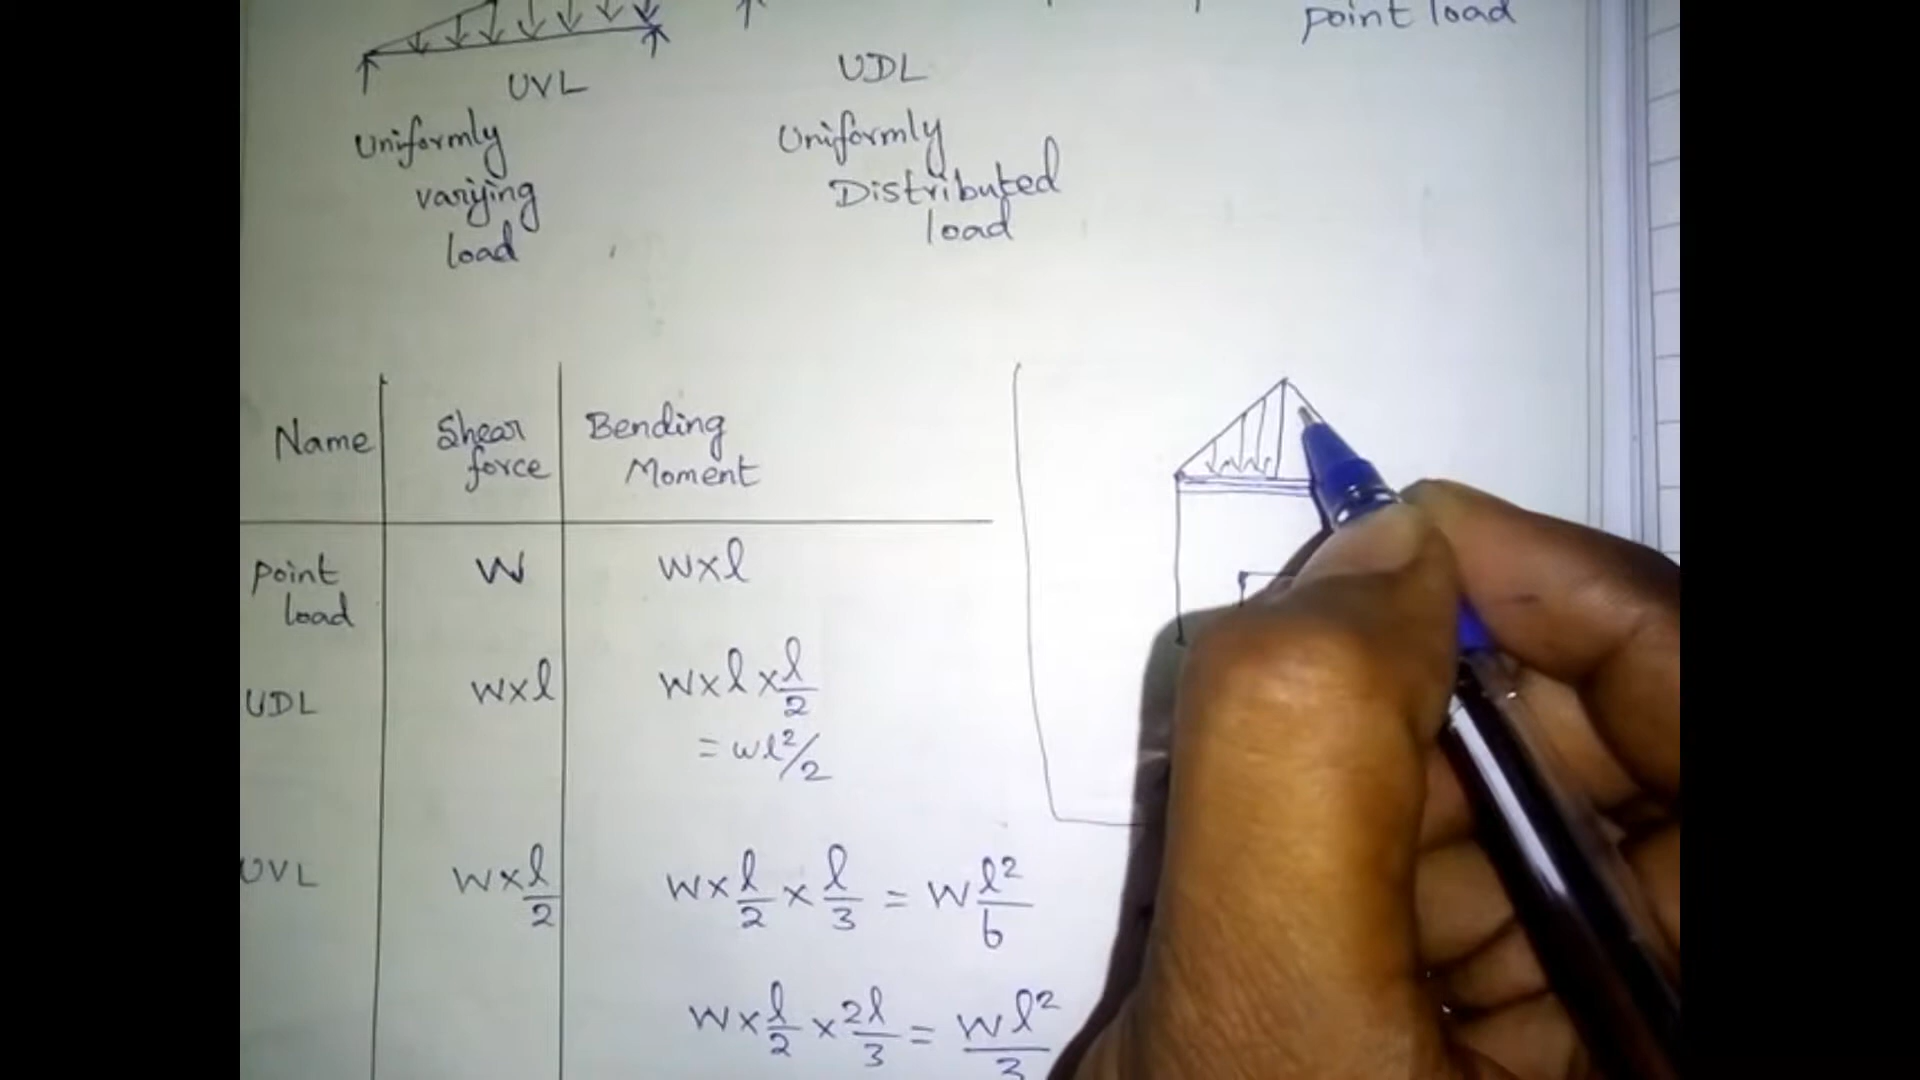 point load
UVL
UDL
Uniformly
varying
load
Uniformly
Distributed
load
Name
Shear
force
Bending
Moment
point
load
W
W×l
UDL
W×l
W×l×l/2
= wl²/2
UVL
W×l/2
W×l/2 × l/3 = W l²/6
W×l/2 × 2l/3 = Wl²/3